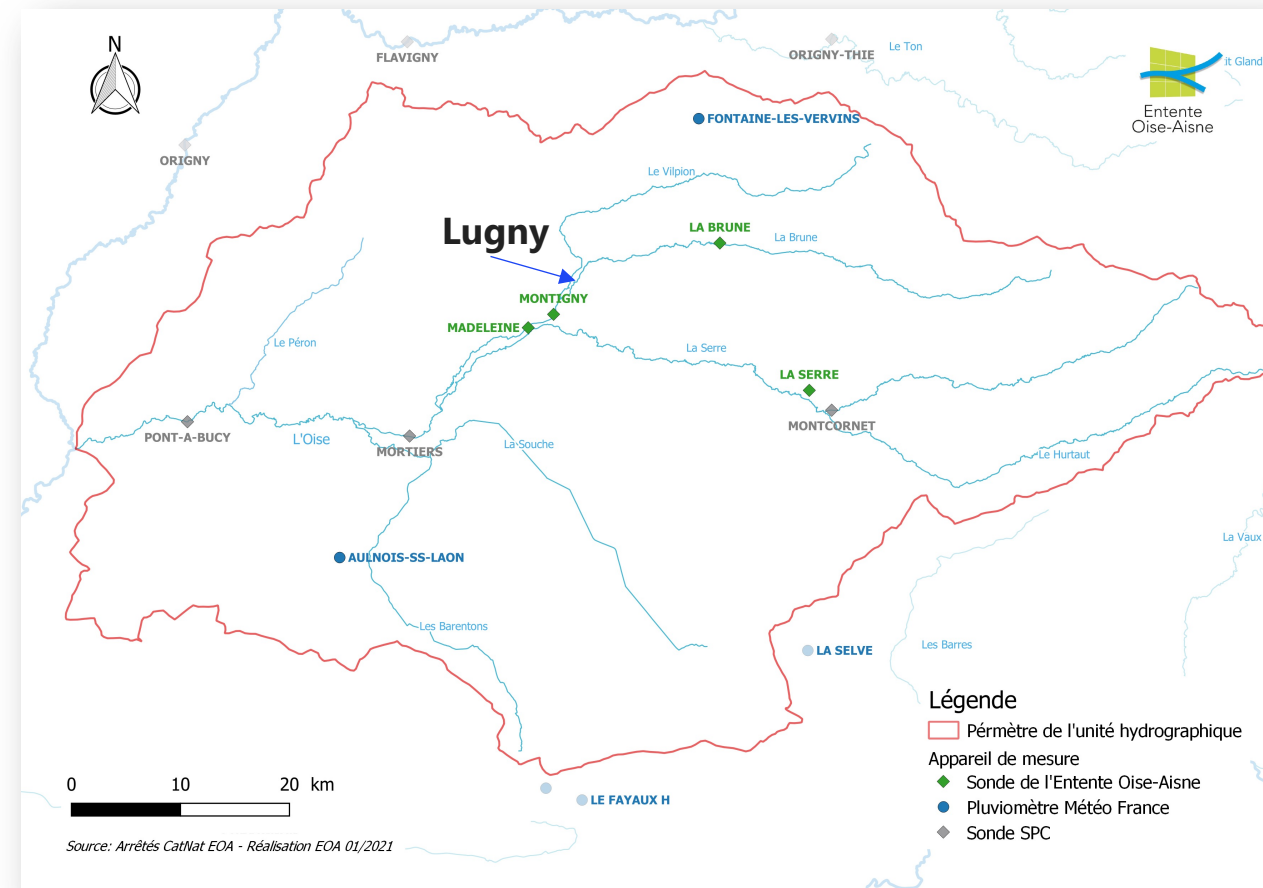 N
FLAVIGNY
ORIGNY-THIE
Le Ton
it Gland
Entente
Oise-Aisne
FONTAINE-LES-VERVINS
ORIGNY
Le Vilpion
Lugny
LA BRUNE
La Brune
MONTIGNY
MADELEINE
Le Péron
La Serre
LA SERRE
MONTCORNET
PONT-A-BUCY
L'Oise
MORTIERS
La Souche
Le Hurtaut
La Vaux
AULNOIS-SS-LAON
Les Barentons
LA SELVE
Les Barres
Légende
Pérmètre de l'unité hydrographique
Appareil de mesure
Sonde de l'Entente Oise-Aisne
Pluviomètre Météo France
Sonde SPC
0 10 20 km
LE FAYAUX H
Source: Arrêtés CatNat EOA - Réalisation EOA 01/2021